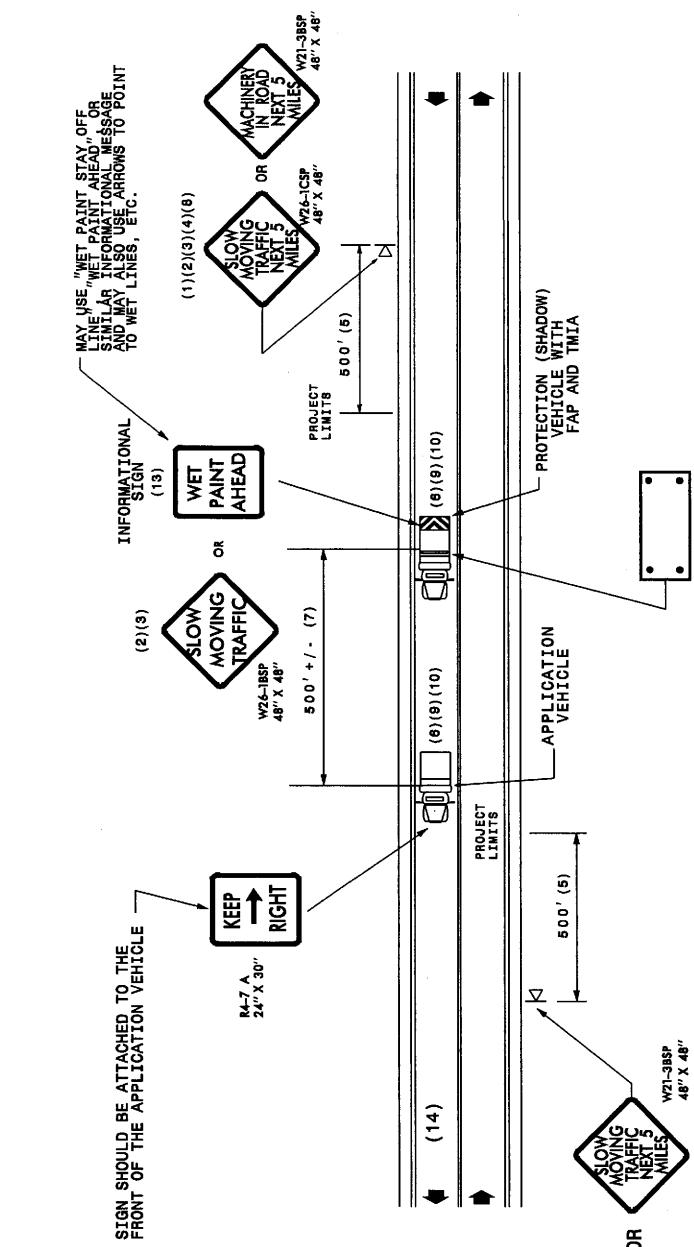 MAY USE "WET PAINT STAY OFF
LINE", "WET PAINT AHEAD", OR
SIMILAR INFORMATIONAL MESSAGE
AND MAY ALSO USE ARROWS TO POINT
TO WET LINES, ETC.
(1)(2)(3)(4)(8)
SLOW
MOVING
TRAFFIC
NEXT 5
MILES
W26-1CSP
48" X 48"
OR
MACHINERY
IN ROAD
NEXT 5
MILES
W21-3BSP
48" X 48"
INFORMATIONAL
SIGN
(13)
WET
PAINT
AHEAD
OR
(2)(3)
SLOW
MOVING
TRAFFIC
W26-1BSP
48" X 48"
PROJECT
LIMITS
500' (5)
500' +/- (7)
SIGN SHOULD BE ATTACHED TO THE
FRONT OF THE APPLICATION VEHICLE
KEEP
RIGHT
R4-7 A
24" X 30"
(14)
(6)(9)(10)
(6)(9)(10)
PROJECT
LIMITS
500' (5)
APPLICATION
VEHICLE
PROTECTION (SHADOW)
VEHICLE WITH
FAP AND TMIA
SLOW
MOVING
TRAFFIC
NEXT 5
MILES
W21-3BSP
48" X 48"
OR